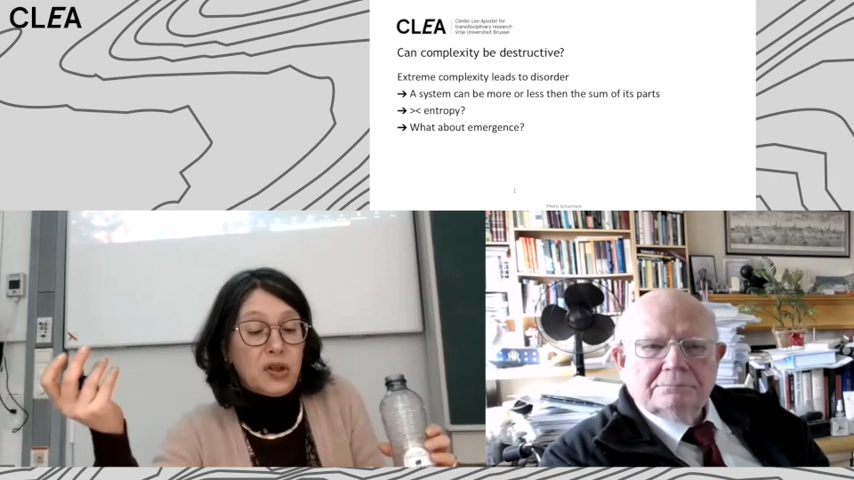 CLEA
CLEA
Center Leo Apostel for
transdisciplinary research
Vrije Universiteit Brussel
Can complexity be destructive?
Extreme complexity leads to disorder
➔ A system can be more or less then the sum of its parts
➔ >< entropy?
➔ What about emergence?
1